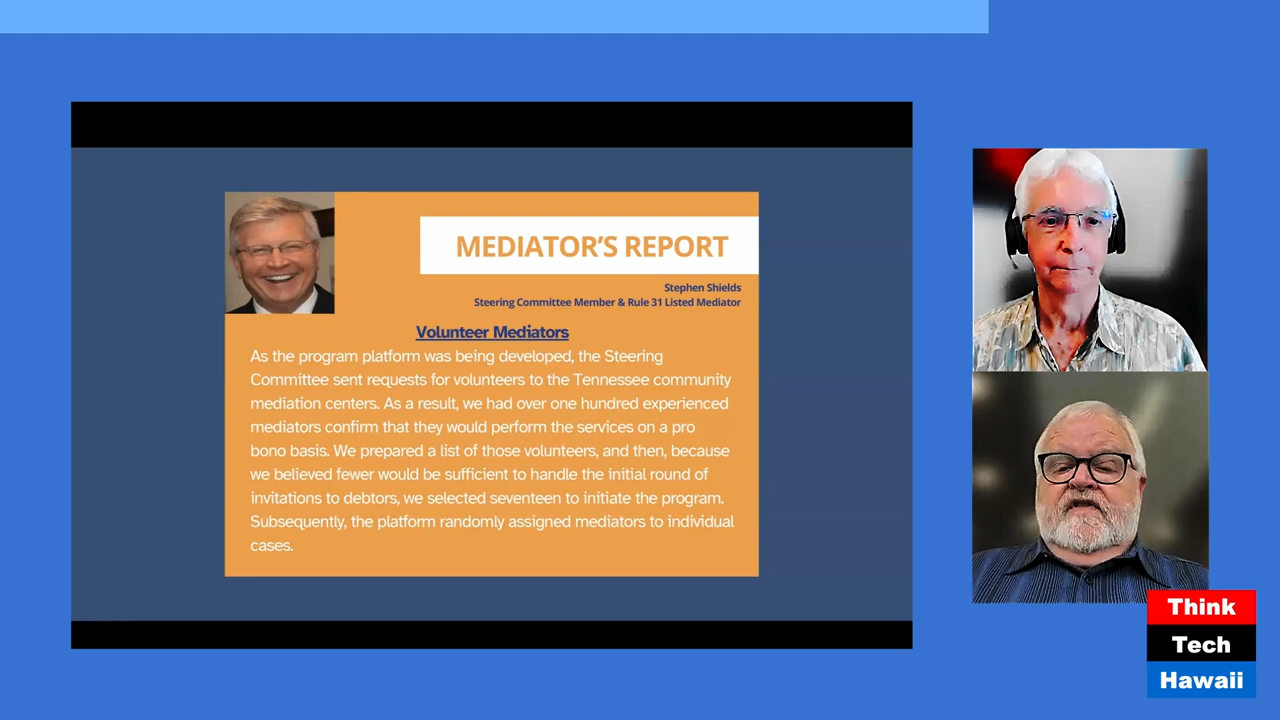 MEDIATOR'S REPORT
Stephen Shields
Steering Committee Member & Rule 31 Listed Mediator
Volunteer Mediators
As the program platform was being developed, the Steering
Committee sent requests for volunteers to the Tennessee community
mediation centers. As a result, we had over one hundred experienced
mediators confirm that they would perform the services on a pro
bono basis. We prepared a list of those volunteers, and then, because
we believed fewer would be sufficient to handle the initial round of
invitations to debtors, we selected seventeen to initiate the program.
Subsequently, the platform randomly assigned mediators to individual
cases.
Think
Tech
Hawaii